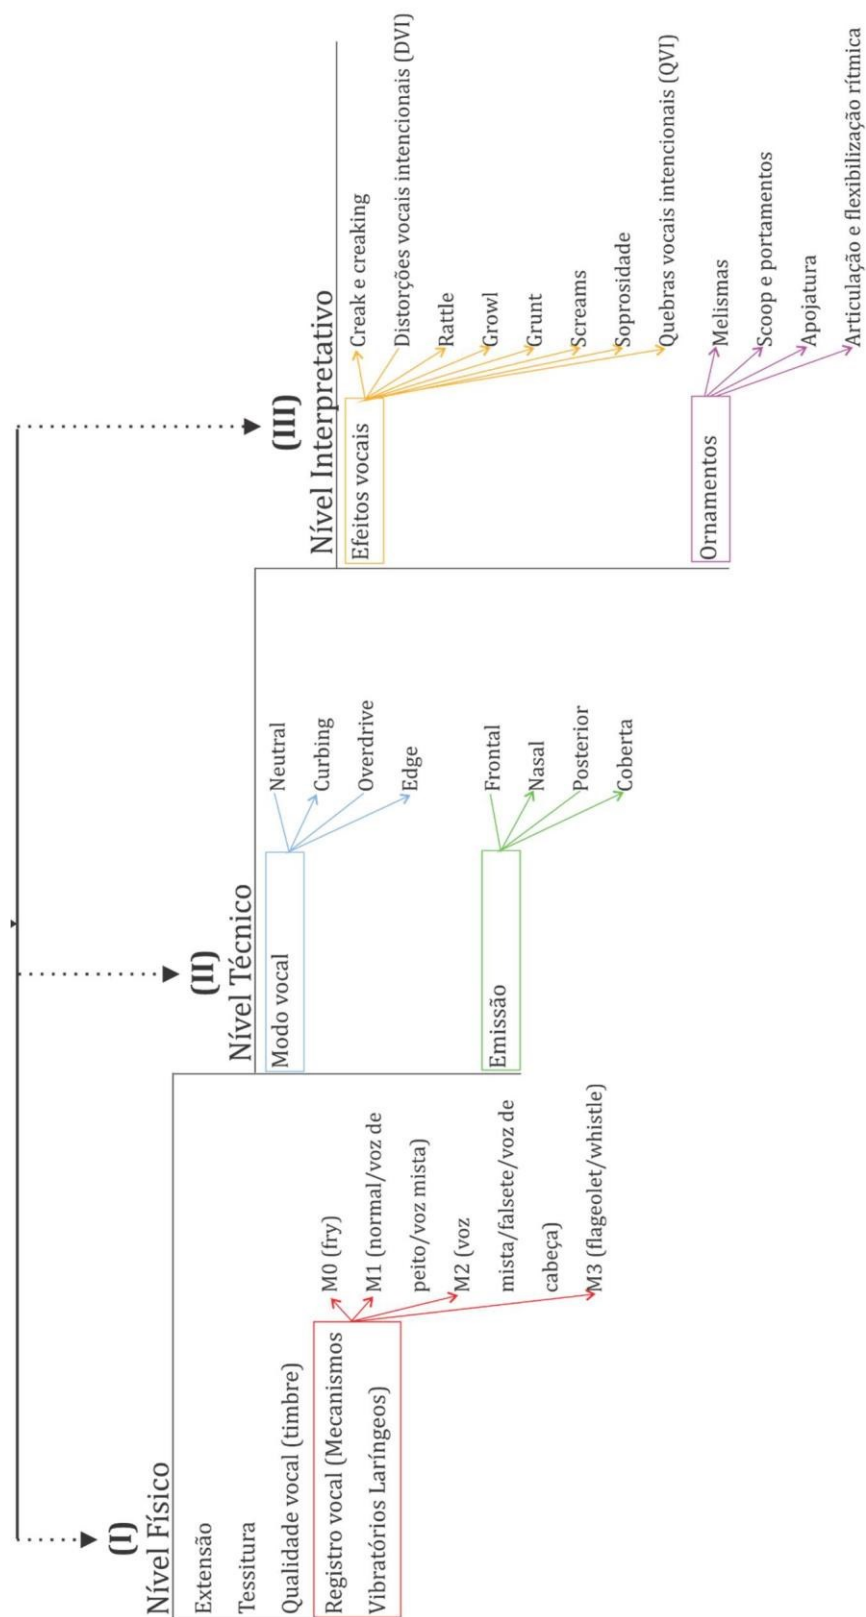 (I)
Nível Físico
Extensão
Tessitura
Qualidade vocal (timbre)
Registro vocal (Mecanismos
Vibratórios Laríngeos)
M0 (fry)
M1 (normal/voz de
peito/voz mista)
M2 (voz
mista/falsete/voz de
cabeça)
M3 (flageolet/whistle)
(II)
Nível Técnico
Modo vocal
Neutral
Curbing
Overdrive
Edge
Emissão
Frontal
Nasal
Posterior
Coberta
(III)
Nível Interpretativo
Efeitos vocais
Creak e creaking
Distorções vocais intencionais (DVI)
Rattle
Growl
Grunt
Screams
Soprosidade
Quebras vocais intencionais (QVI)
Ornamentos
Melismas
Scoop e portamentos
Apojatura
Articulação e flexibilização rítmica